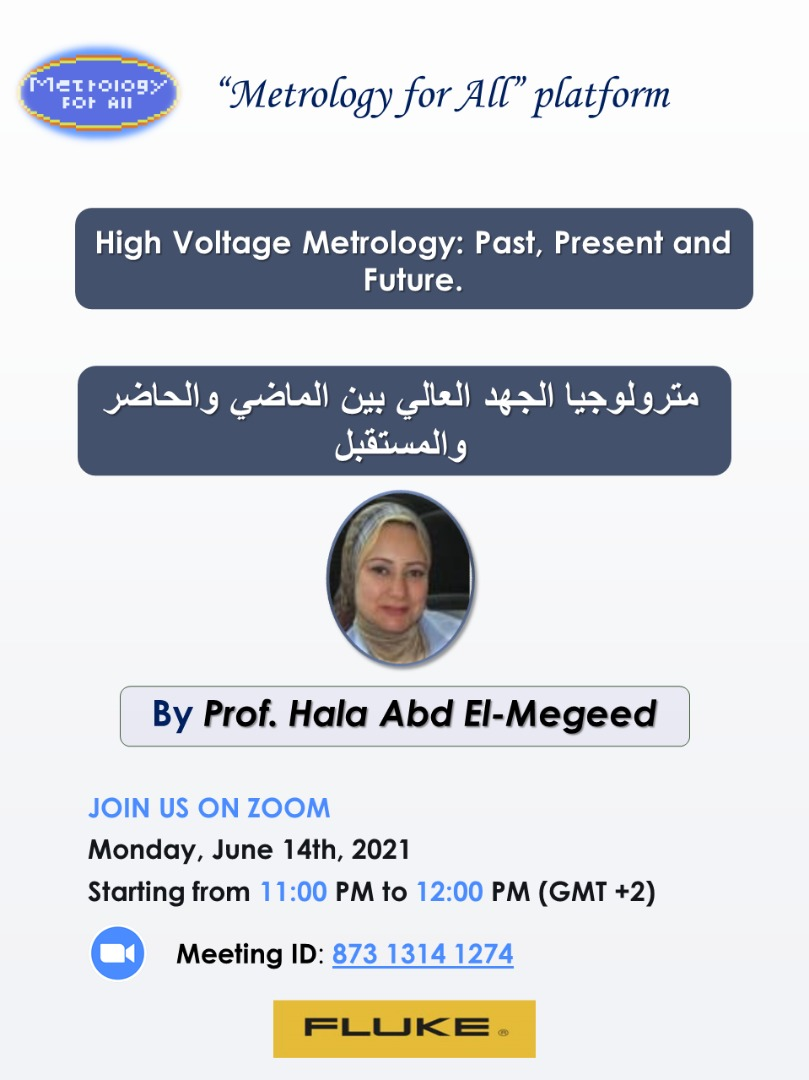 Metrology
For All
“Metrology for All” platform
High Voltage Metrology: Past, Present and
Future.
مترولوجيا الجهد العالي بين الماضي والحاضر
والمستقبل
By Prof. Hala Abd El-Megeed
JOIN US ON ZOOM
Monday, June 14th, 2021
Starting from 11:00 PM to 12:00 PM (GMT +2)
Meeting ID: 873 1314 1274
FLUKE®